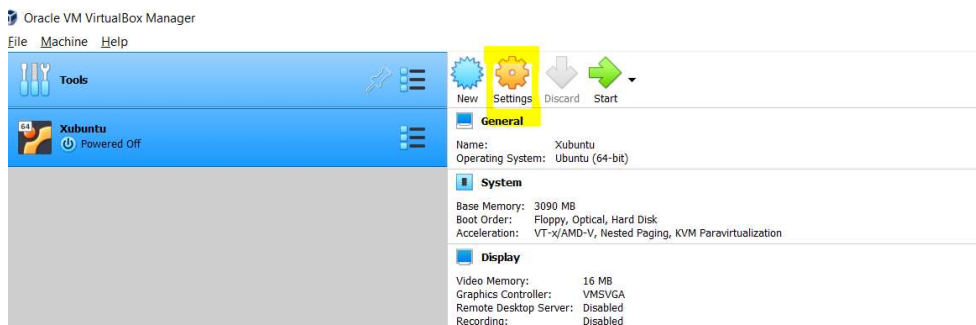 Oracle VM VirtualBox Manager
File Machine Help
Tools
New Settings Discard Start
64
Xubuntu
Powered Off
General
Name: Xubuntu
Operating System: Ubuntu (64-bit)
System
Base Memory: 3090 MB
Boot Order: Floppy, Optical, Hard Disk
Acceleration: VT-x/AMD-V, Nested Paging, KVM Paravirtualization
Display
Video Memory: 16 MB
Graphics Controller: VMSVGA
Remote Desktop Server: Disabled
Recording: Disabled